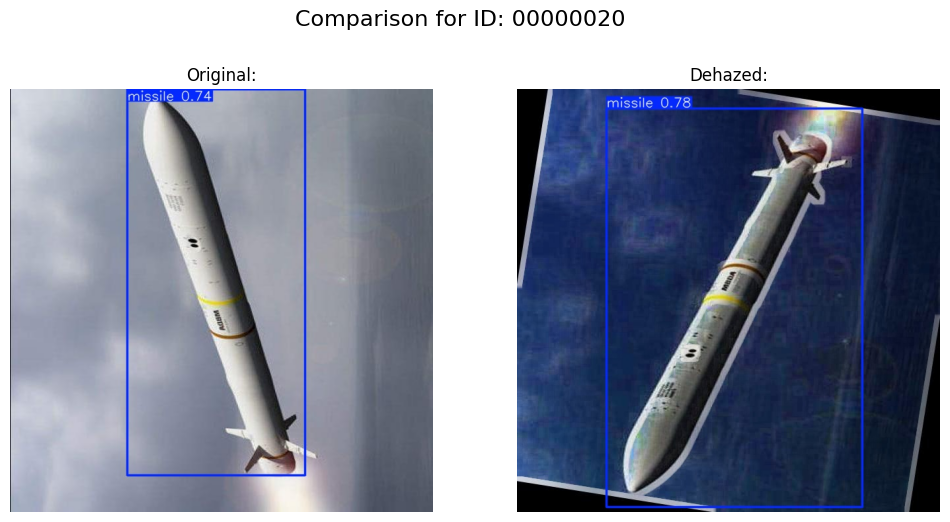 Comparison for ID: 00000020
Original:
Dehazed:
missile 0.74
missile 0.78